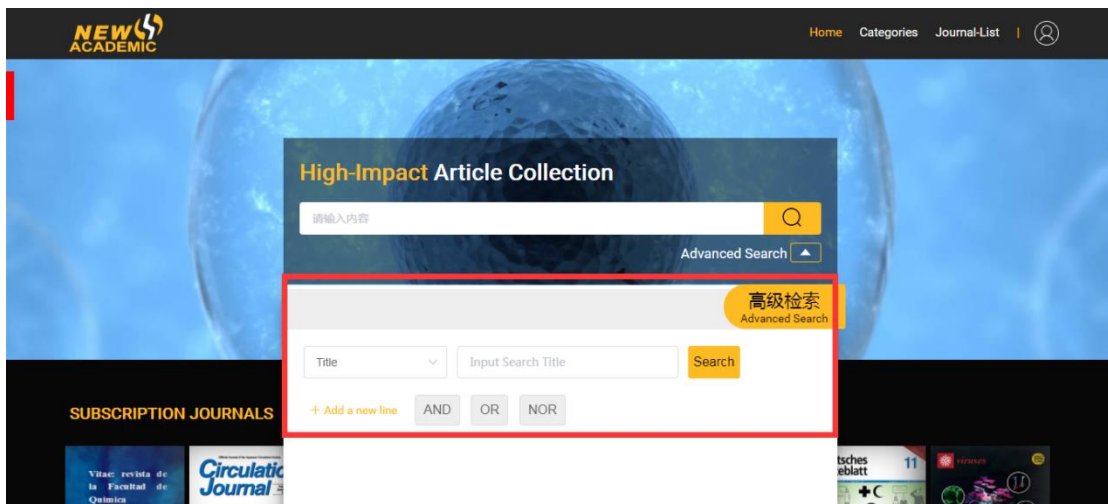 NEW
ACADEMIC
Home Categories Journal-List |
High-Impact Article Collection
请输入内容
Advanced Search
高级检索
Advanced Search
Title Input Search Title Search
+ Add a new line AND OR NOR
SUBSCRIPTION JOURNALS
Vitae: revista de
la Facultad de
Química
Circulatio
Journal
tsches
eblatt 11
viruses